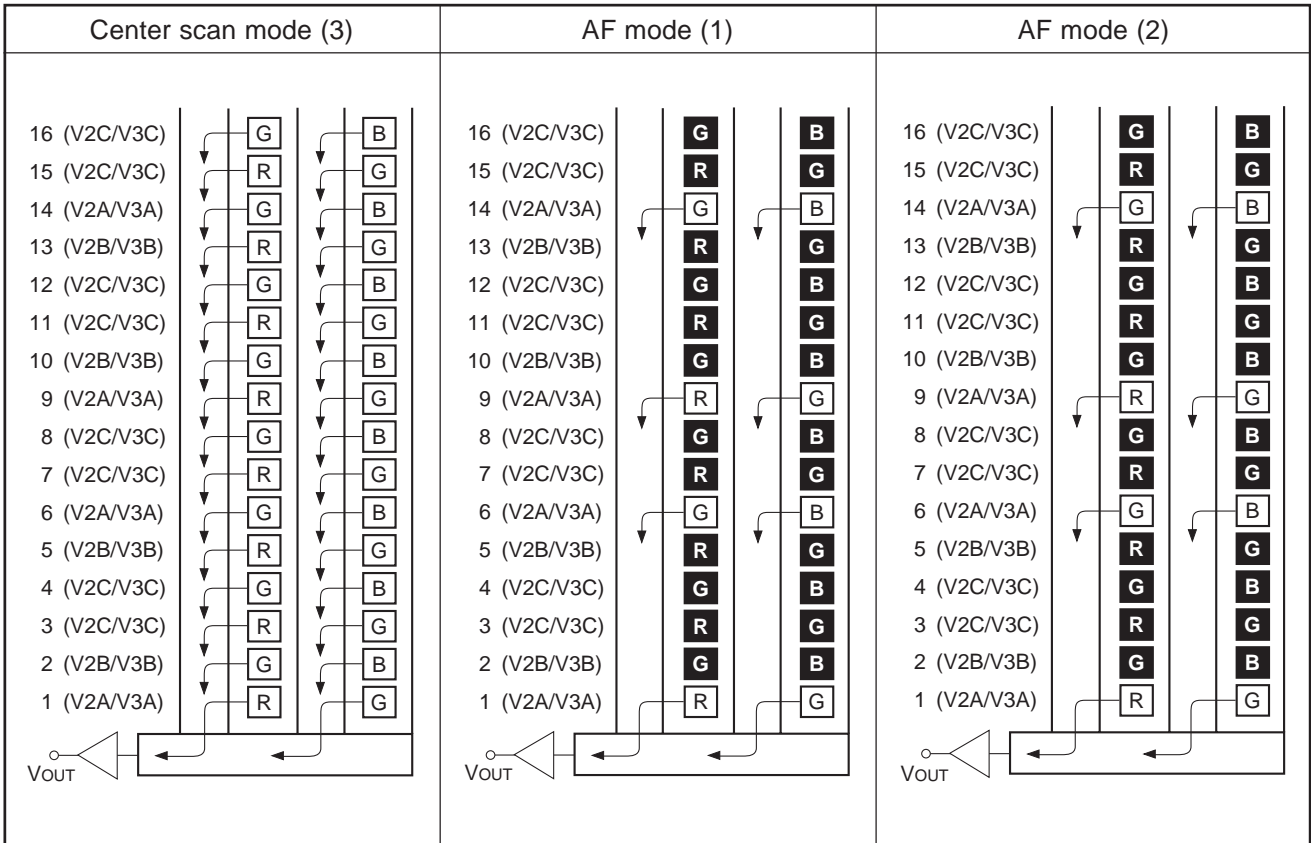 Center scan mode (3)
16 (V2C/V3C) G B
15 (V2C/V3C) R G
14 (V2A/V3A) G B
13 (V2B/V3B) R G
12 (V2C/V3C) G B
11 (V2C/V3C) R G
10 (V2B/V3B) G B
9 (V2A/V3A) R G
8 (V2C/V3C) G B
7 (V2C/V3C) R G
6 (V2A/V3A) G B
5 (V2B/V3B) R G
4 (V2C/V3C) G B
3 (V2C/V3C) R G
2 (V2B/V3B) G B
1 (V2A/V3A) R G
VOUT
AF mode (1)
16 (V2C/V3C) G B
15 (V2C/V3C) R G
14 (V2A/V3A) G B
13 (V2B/V3B) R G
12 (V2C/V3C) G B
11 (V2C/V3C) R G
10 (V2B/V3B) G B
9 (V2A/V3A) R G
8 (V2C/V3C) G B
7 (V2C/V3C) R G
6 (V2A/V3A) G B
5 (V2B/V3B) R G
4 (V2C/V3C) G B
3 (V2C/V3C) R G
2 (V2B/V3B) G B
1 (V2A/V3A) R G
VOUT
AF mode (2)
16 (V2C/V3C) G B
15 (V2C/V3C) R G
14 (V2A/V3A) G B
13 (V2B/V3B) R G
12 (V2C/V3C) G B
11 (V2C/V3C) R G
10 (V2B/V3B) G B
9 (V2A/V3A) R G
8 (V2C/V3C) G B
7 (V2C/V3C) R G
6 (V2A/V3A) G B
5 (V2B/V3B) R G
4 (V2C/V3C) G B
3 (V2C/V3C) R G
2 (V2B/V3B) G B
1 (V2A/V3A) R G
VOUT